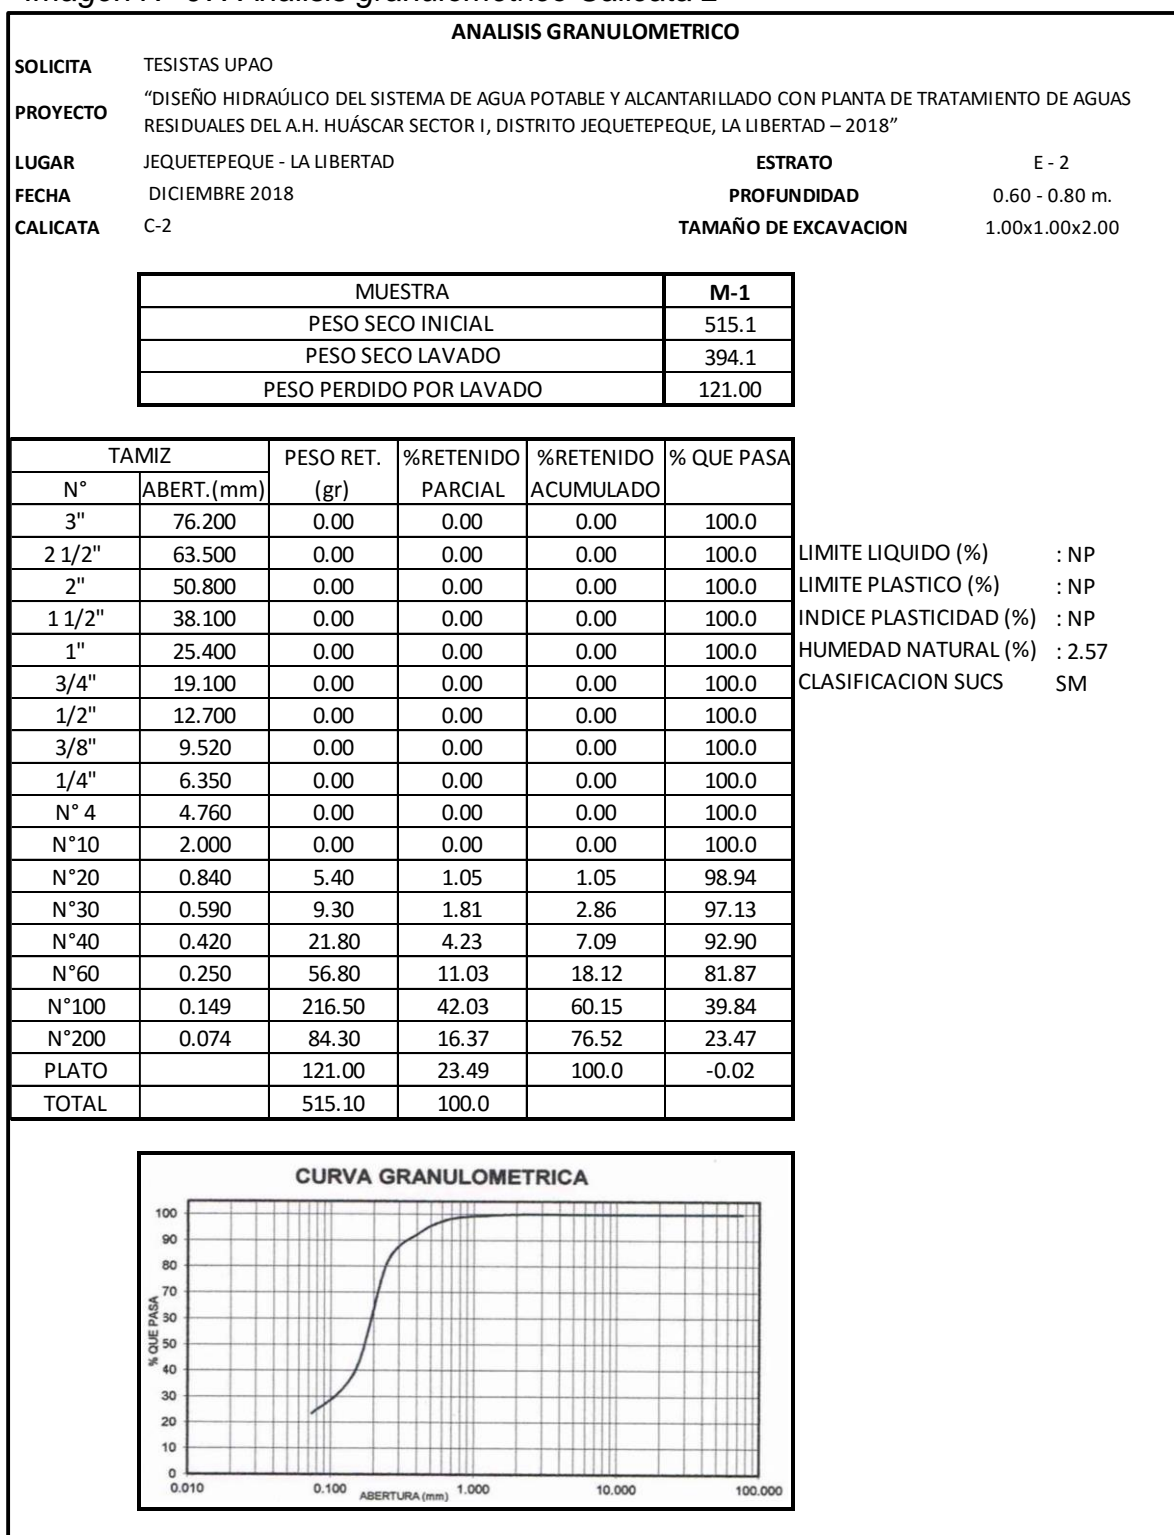 ANALISIS GRANULOMETRICO
SOLICITA TESISTAS UPAO
PROYECTO "DISEÑO HIDRAÚLICO DEL SISTEMA DE AGUA POTABLE Y ALCANTARILLADO CON PLANTA DE TRATAMIENTO DE AGUAS
RESIDUALES DEL A.H. HUÁSCAR SECTOR I, DISTRITO JEQUETEPEQUE, LA LIBERTAD – 2018"
LUGAR JEQUETEPEQUE - LA LIBERTAD ESTRATO E - 2
FECHA DICIEMBRE 2018 PROFUNDIDAD 0.60 - 0.80 m.
CALICATA C-2 TAMAÑO DE EXCAVACION 1.00x1.00x2.00
MUESTRA M-1
PESO SECO INICIAL 515.1
PESO SECO LAVADO 394.1
PESO PERDIDO POR LAVADO 121.00
TAMIZ PESO RET. %RETENIDO %RETENIDO % QUE PASA
N° ABERT.(mm) (gr) PARCIAL ACUMULADO
3" 76.200 0.00 0.00 0.00 100.0
2 1/2" 63.500 0.00 0.00 0.00 100.0 LIMITE LIQUIDO (%) : NP
2" 50.800 0.00 0.00 0.00 100.0 LIMITE PLASTICO (%) : NP
1 1/2" 38.100 0.00 0.00 0.00 100.0 INDICE PLASTICIDAD (%) : NP
1" 25.400 0.00 0.00 0.00 100.0 HUMEDAD NATURAL (%) : 2.57
3/4" 19.100 0.00 0.00 0.00 100.0 CLASIFICACION SUCS SM
1/2" 12.700 0.00 0.00 0.00 100.0
3/8" 9.520 0.00 0.00 0.00 100.0
1/4" 6.350 0.00 0.00 0.00 100.0
N° 4 4.760 0.00 0.00 0.00 100.0
N°10 2.000 0.00 0.00 0.00 100.0
N°20 0.840 5.40 1.05 1.05 98.94
N°30 0.590 9.30 1.81 2.86 97.13
N°40 0.420 21.80 4.23 7.09 92.90
N°60 0.250 56.80 11.03 18.12 81.87
N°100 0.149 216.50 42.03 60.15 39.84
N°200 0.074 84.30 16.37 76.52 23.47
PLATO 121.00 23.49 100.0 -0.02
TOTAL 515.10 100.0
CURVA GRANULOMETRICA
100
90
80
70
60
50
40
30
20
10
0
% QUE PASA
0.010 0.100 1.000 10.000 100.000
ABERTURA (mm)